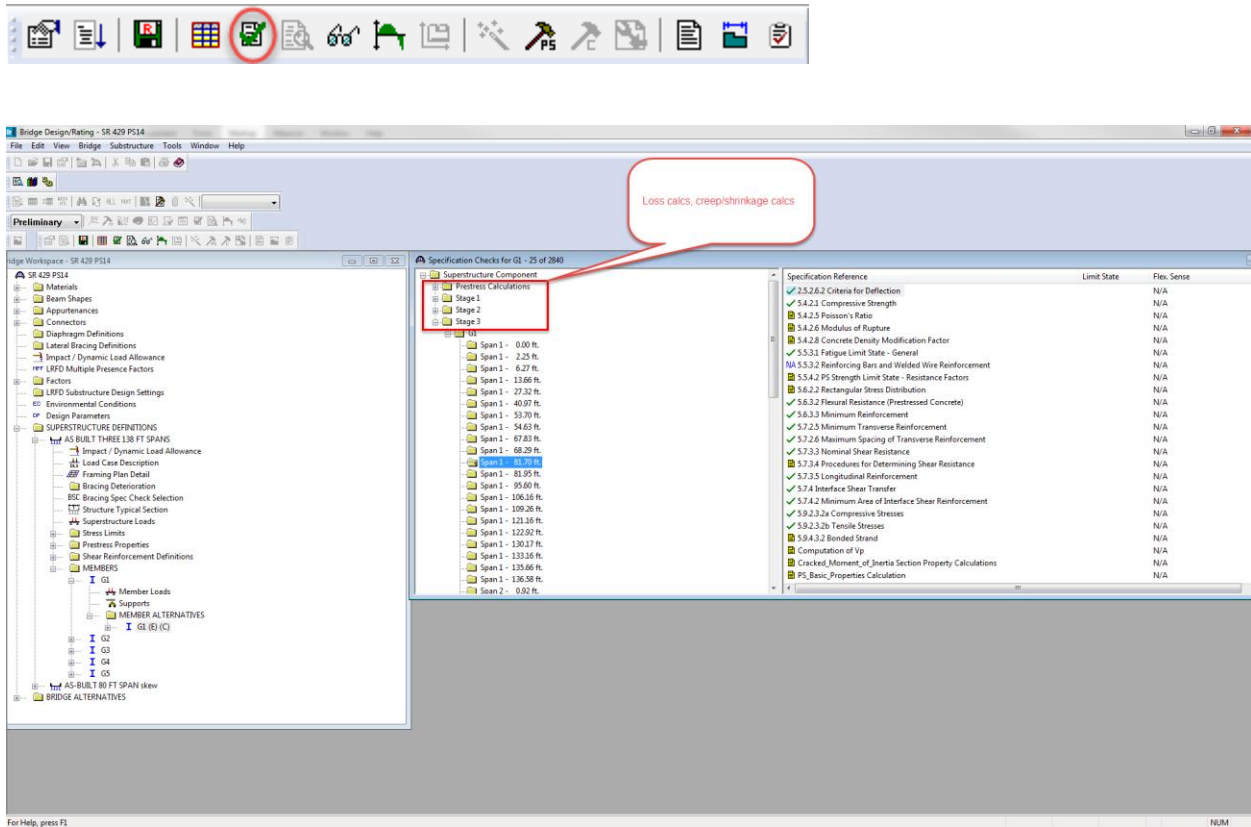 R
PS
C
Bridge Design/Rating - SR 429 PS14
File Edit View Bridge Substructure Tools Window Help
Preliminary
Loss calcs, creep/shrinkage calcs
ridge Workspace - SR 429 PS14
SR 429 PS14
Materials
Beam Shapes
Appurtenances
Connectors
Diaphragm Definitions
Lateral Bracing Definitions
Impact / Dynamic Load Allowance
MPF LRFD Multiple Presence Factors
Factors
LRFD Substructure Design Settings
EC Environmental Conditions
DP Design Parameters
SUPERSTRUCTURE DEFINITIONS
AS BUILT THREE 138 FT SPANS
Impact / Dynamic Load Allowance
Load Case Description
Framing Plan Detail
Bracing Deterioration
BSC Bracing Spec Check Selection
Structure Typical Section
Superstructure Loads
Stress Limits
Prestress Properties
Shear Reinforcement Definitions
MEMBERS
G1
Member Loads
Supports
MEMBER ALTERNATIVES
G1 (E) (C)
G2
G3
G4
G5
AS-BUILT 80 FT SPAN skew
BRIDGE ALTERNATIVES
Specification Checks for G1 - 25 of 2840
Superstructure Component
Prestress Calculations
Stage 1
Stage 2
Stage 3
G1
Span 1 - 0.00 ft.
Span 1 - 2.25 ft.
Span 1 - 6.27 ft.
Span 1 - 13.66 ft.
Span 1 - 27.32 ft.
Span 1 - 40.97 ft.
Span 1 - 53.70 ft.
Span 1 - 54.63 ft.
Span 1 - 67.83 ft.
Span 1 - 68.29 ft.
Span 1 - 81.70 ft.
Span 1 - 81.95 ft.
Span 1 - 95.60 ft.
Span 1 - 106.16 ft.
Span 1 - 109.26 ft.
Span 1 - 121.16 ft.
Span 1 - 122.92 ft.
Span 1 - 130.17 ft.
Span 1 - 133.16 ft.
Span 1 - 135.66 ft.
Span 1 - 136.58 ft.
Span 2 - 0.92 ft.
Specification Reference Limit State Flex. Sense
2.5.2.6.2 Criteria for Deflection N/A
5.4.2.1 Compressive Strength N/A
5.4.2.5 Poisson's Ratio N/A
5.4.2.6 Modulus of Rupture N/A
5.4.2.8 Concrete Density Modification Factor N/A
5.5.3.1 Fatigue Limit State - General N/A
NA 5.5.3.2 Reinforcing Bars and Welded Wire Reinforcement N/A
5.5.4.2 PS Strength Limit State - Resistance Factors N/A
5.6.2.2 Rectangular Stress Distribution N/A
5.6.3.2 Flexural Resistance (Prestressed Concrete) N/A
5.6.3.3 Minimum Reinforcement N/A
5.7.2.5 Minimum Transverse Reinforcement N/A
5.7.2.6 Maximum Spacing of Transverse Reinforcement N/A
5.7.3.3 Nominal Shear Resistance N/A
5.7.3.4 Procedures for Determining Shear Resistance N/A
5.7.3.5 Longitudinal Reinforcement N/A
5.7.4 Interface Shear Transfer N/A
5.7.4.2 Minimum Area of Interface Shear Reinforcement N/A
5.9.2.3.2a Compressive Stresses N/A
5.9.2.3.2b Tensile Stresses N/A
5.9.4.3.2 Bonded Strand N/A
Computation of Vp N/A
Cracked_Moment_of_Inertia Section Property Calculations N/A
PS_Basic_Properties Calculation N/A
For Help, press F1
NUM